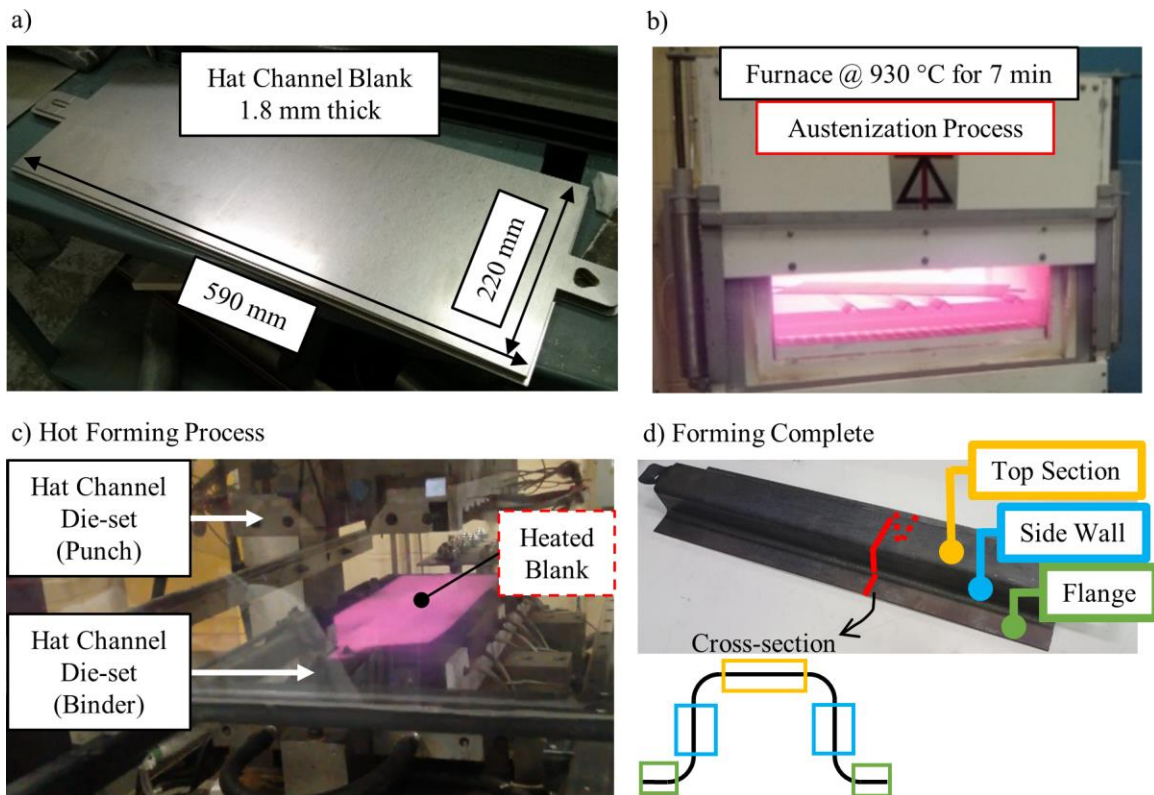 a)
Hat Channel Blank
1.8 mm thick
590 mm
220 mm
b)
Furnace @ 930 °C for 7 min
Austenization Process
c) Hot Forming Process
Hat Channel
Die-set
(Punch)
Heated
Blank
Hat Channel
Die-set
(Binder)
d) Forming Complete
Top Section
Side Wall
Flange
Cross-section